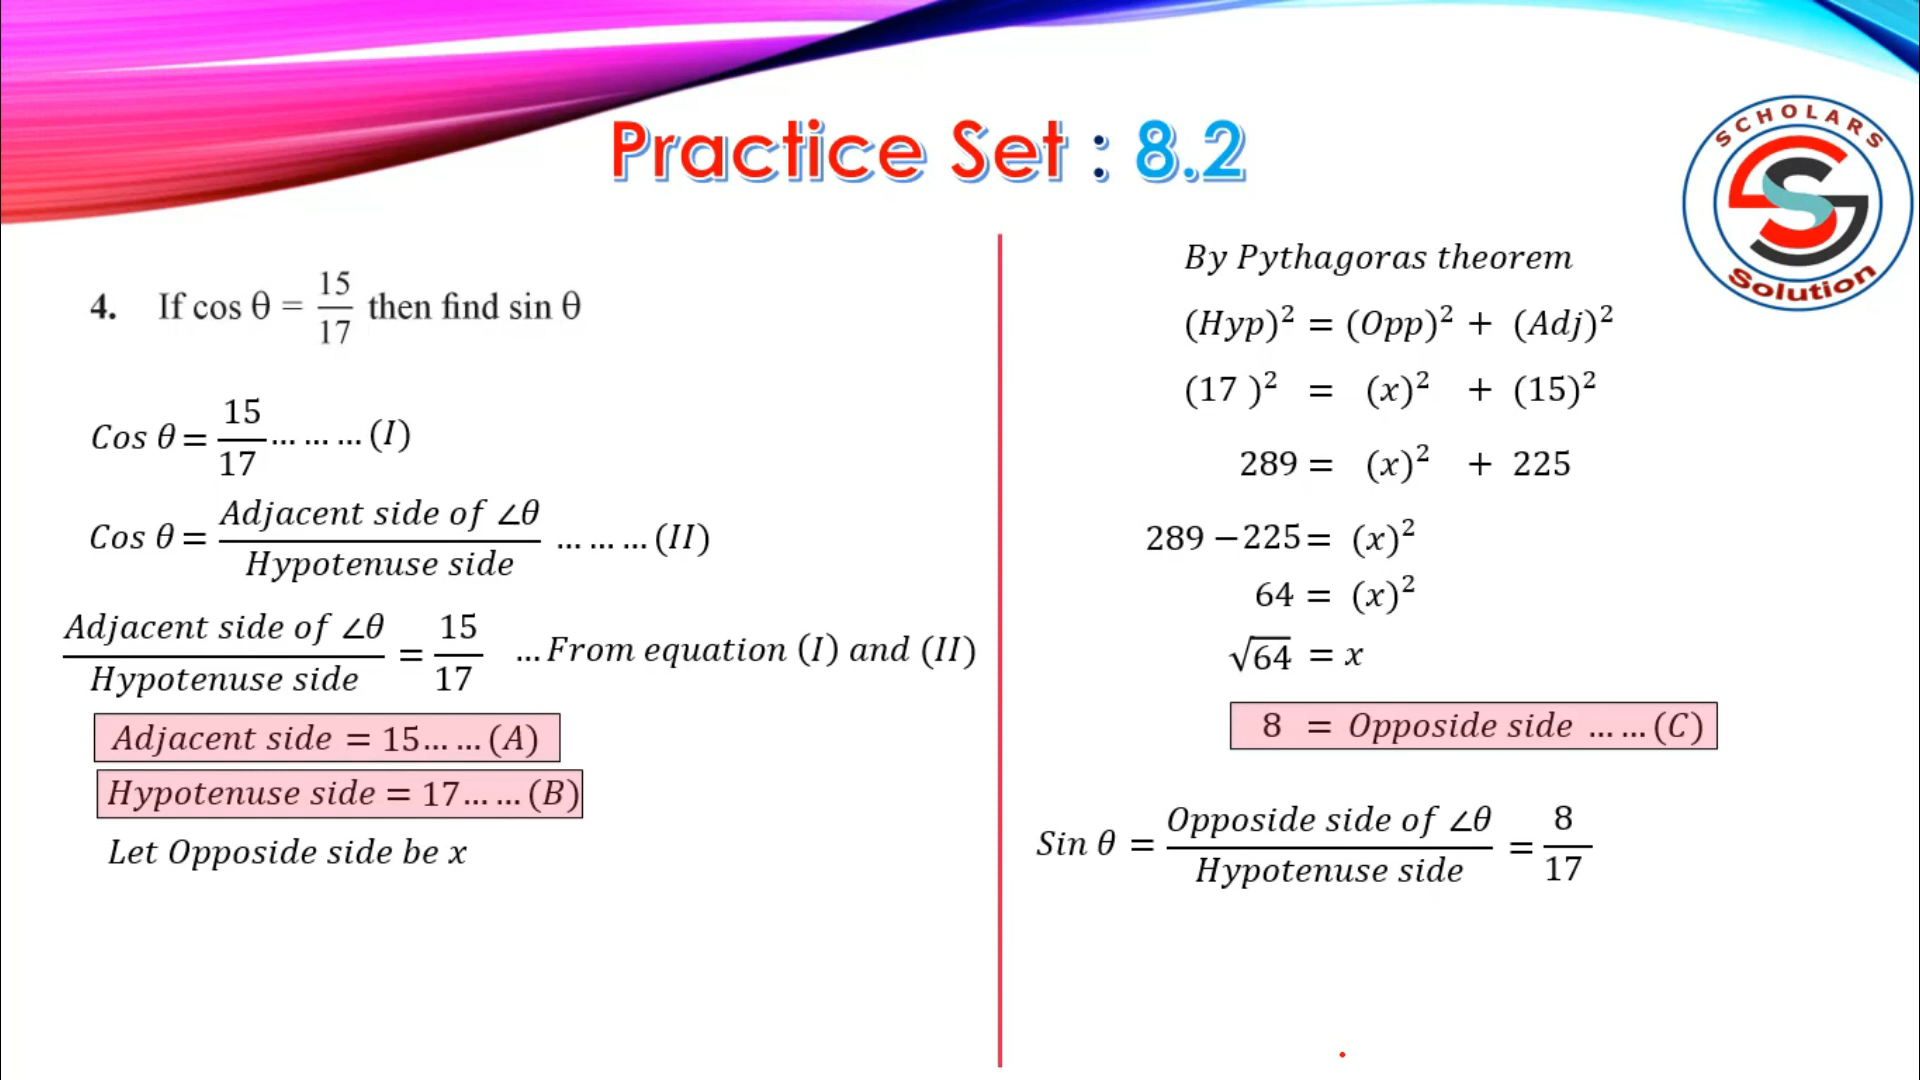 Practice Set : 8.2
SCHOLARS
Solution
4. If cos θ = 15/17 then find sin θ
Cos θ = 15/17 ... ... ... (I)
Cos θ = Adjacent side of ∠θ / Hypotenuse side ... ... ... (II)
Adjacent side of ∠θ / Hypotenuse side = 15/17 ... From equation (I) and (II)
Adjacent side = 15 ... ... (A)
Hypotenuse side = 17 ... ... (B)
Let Opposide side be x
By Pythagoras theorem
(Hyp)² = (Opp)² + (Adj)²
(17 )² = (x)² + (15)²
289 = (x)² + 225
289 − 225 = (x)²
64 = (x)²
√64 = x
8 = Opposide side ... ... (C)
Sin θ = Opposide side of ∠θ / Hypotenuse side = 8/17